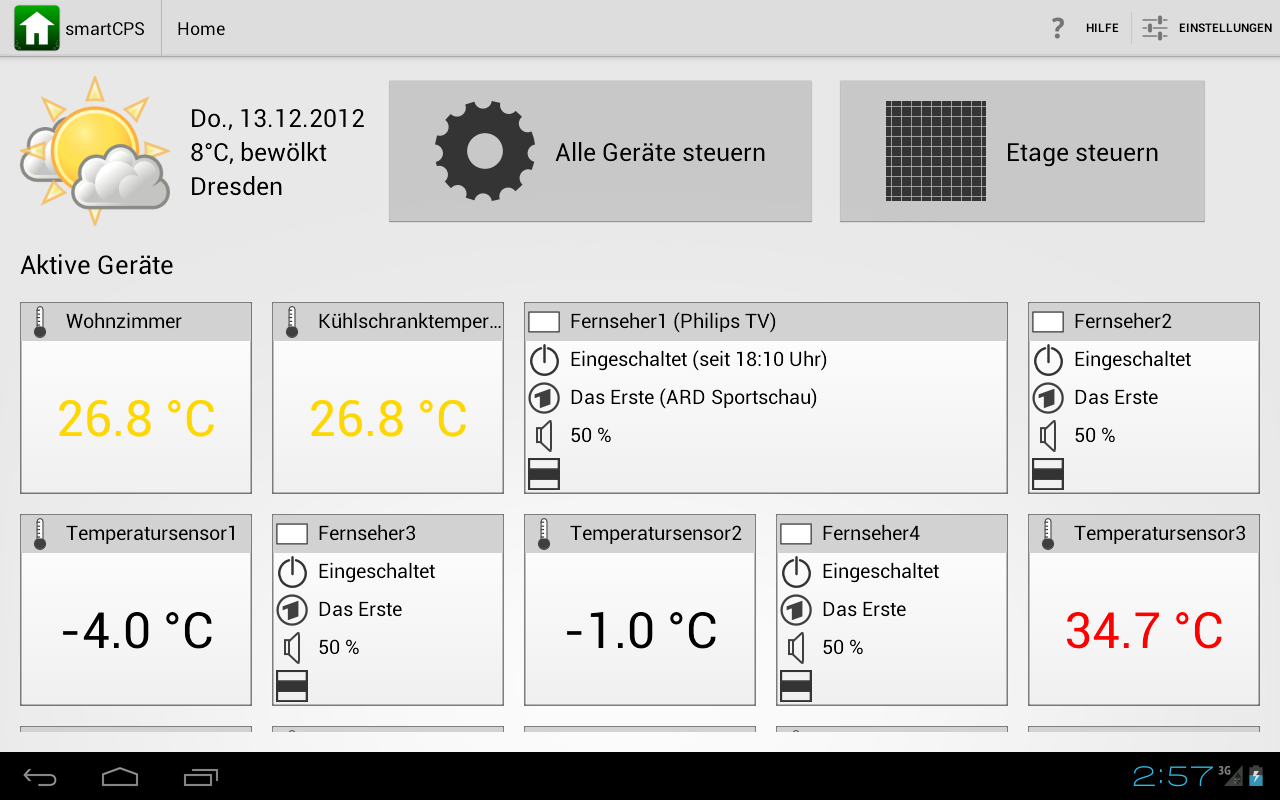 smartCPS
Home
HILFE
EINSTELLUNGEN
Do., 13.12.2012
8°C, bewölkt
Dresden
Alle Geräte steuern
Etage steuern
Aktive Geräte
Wohnzimmer
26.8 °C
Kühlschranktemper...
26.8 °C
Fernseher1 (Philips TV)
Eingeschaltet (seit 18:10 Uhr)
Das Erste (ARD Sportschau)
50 %
Fernseher2
Eingeschaltet
Das Erste
50 %
Temperatursensor1
-4.0 °C
Fernseher3
Eingeschaltet
Das Erste
50 %
Temperatursensor2
-1.0 °C
Fernseher4
Eingeschaltet
Das Erste
50 %
Temperatursensor3
34.7 °C
2:57
3G